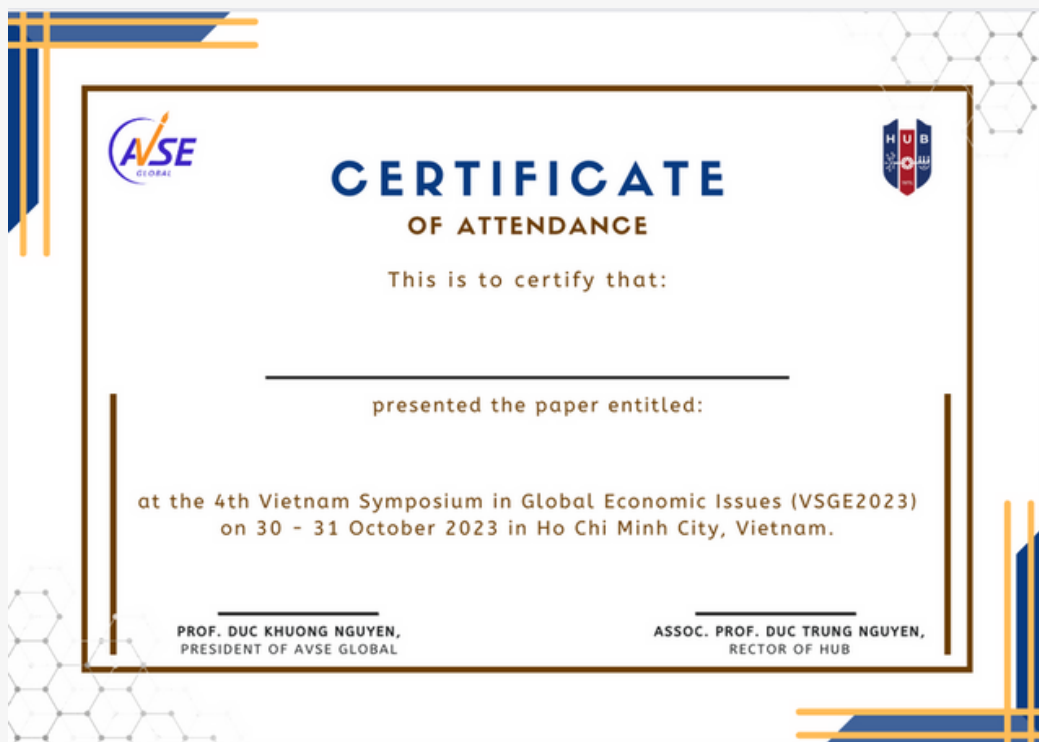 AVSE
GLOBAL
HUB
CERTIFICATE
OF ATTENDANCE
This is to certify that:
presented the paper entitled:
at the 4th Vietnam Symposium in Global Economic Issues (VSGE2023)
on 30 - 31 October 2023 in Ho Chi Minh City, Vietnam.
PROF. DUC KHUONG NGUYEN,
PRESIDENT OF AVSE GLOBAL
ASSOC. PROF. DUC TRUNG NGUYEN,
RECTOR OF HUB